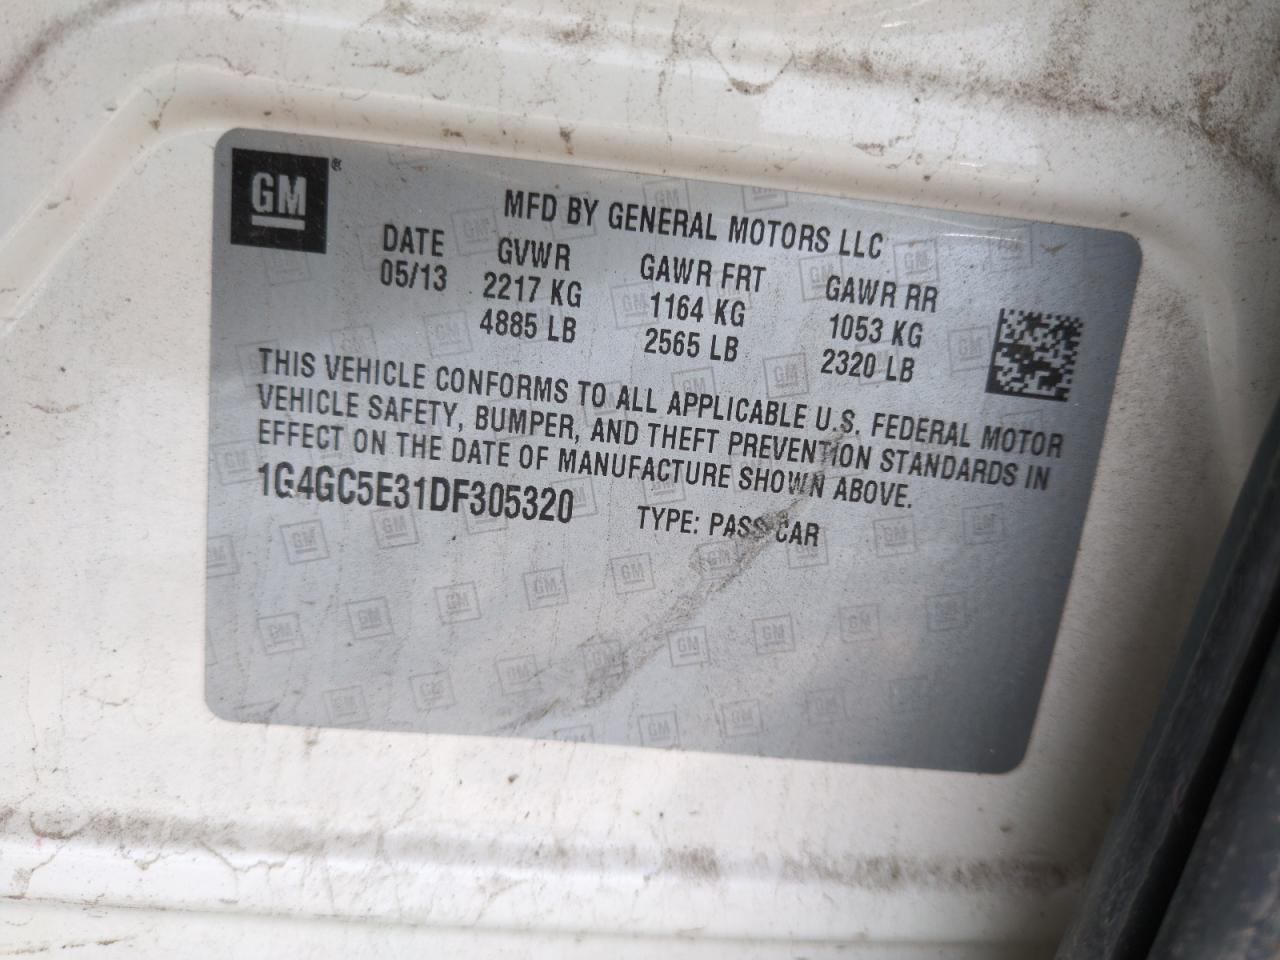 GM ®
MFD BY GENERAL MOTORS LLC
DATE GVWR GAWR FRT GAWR RR
05/13 2217 KG 1164 KG 1053 KG
4885 LB 2565 LB 2320 LB
THIS VEHICLE CONFORMS TO ALL APPLICABLE U.S. FEDERAL MOTOR
VEHICLE SAFETY, BUMPER, AND THEFT PREVENTION STANDARDS IN
EFFECT ON THE DATE OF MANUFACTURE SHOWN ABOVE.
1G4GC5E31DF305320 TYPE: PASS CAR